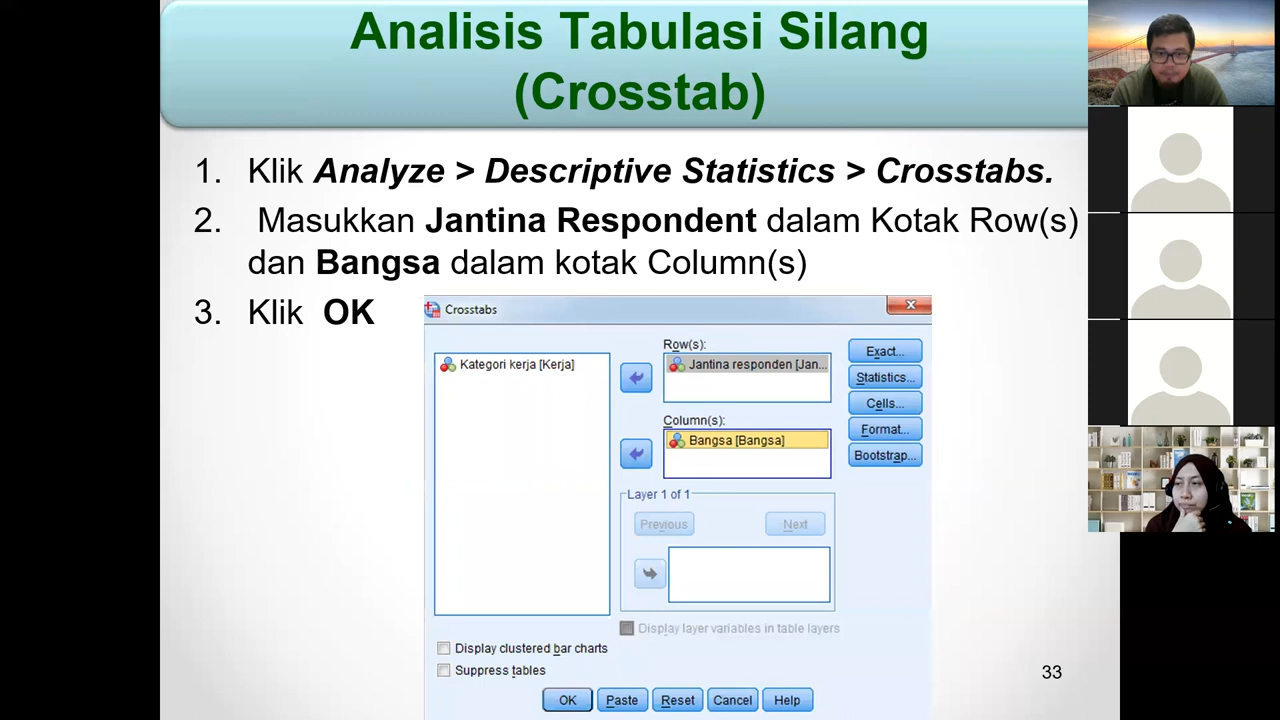 Analisis Tabulasi Silang
(Crosstab)
1. Klik Analyze > Descriptive Statistics > Crosstabs.
2. Masukkan Jantina Respondent dalam Kotak Row(s)
dan Bangsa dalam kotak Column(s)
3. Klik OK
Crosstabs
Row(s):
Kategori kerja [Kerja]
Jantina responden [Jan...
Exact...
Statistics...
Cells...
Column(s):
Format...
Bangsa [Bangsa]
Bootstrap...
Layer 1 of 1
Previous
Next
Display layer variables in table layers
Display clustered bar charts
Suppress tables
33
OK
Paste
Reset
Cancel
Help